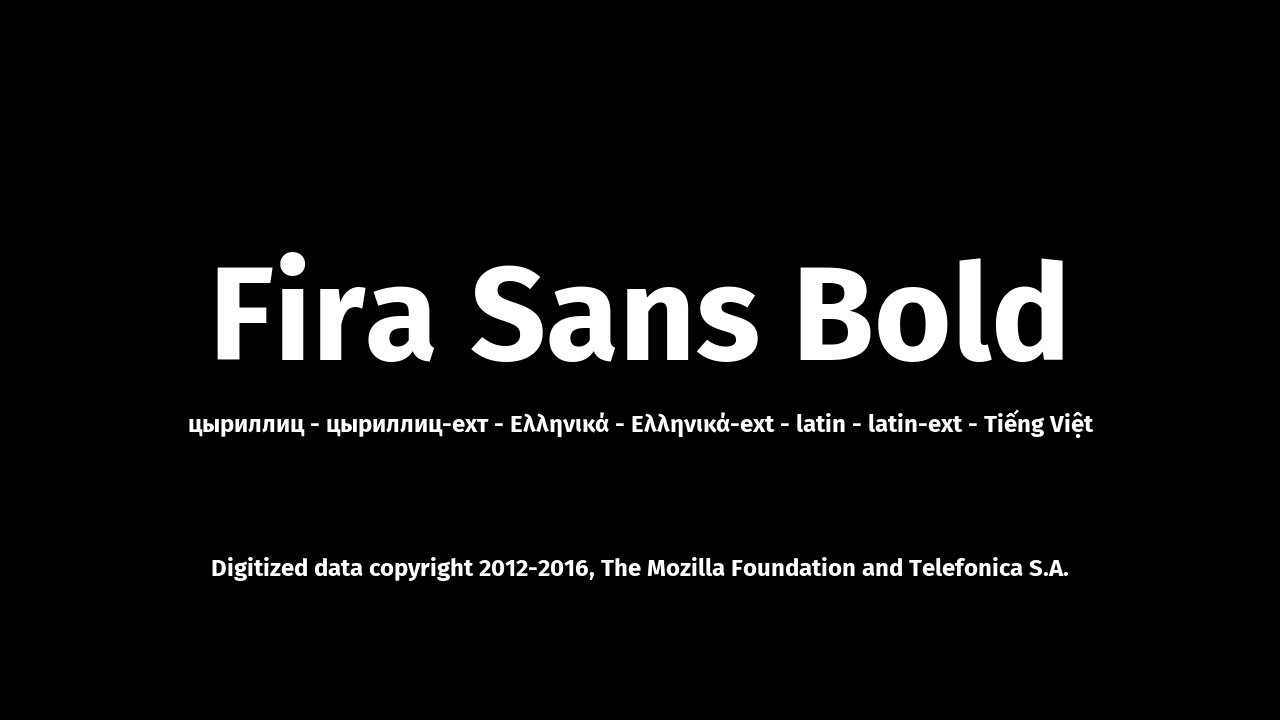 Fira Sans Bold
цыриллиц - цыриллиц-ехт - Ελληνικά - Ελληνικά-ext - latin - latin-ext - Tiếng Việt
Digitized data copyright 2012-2016, The Mozilla Foundation and Telefonica S.A.